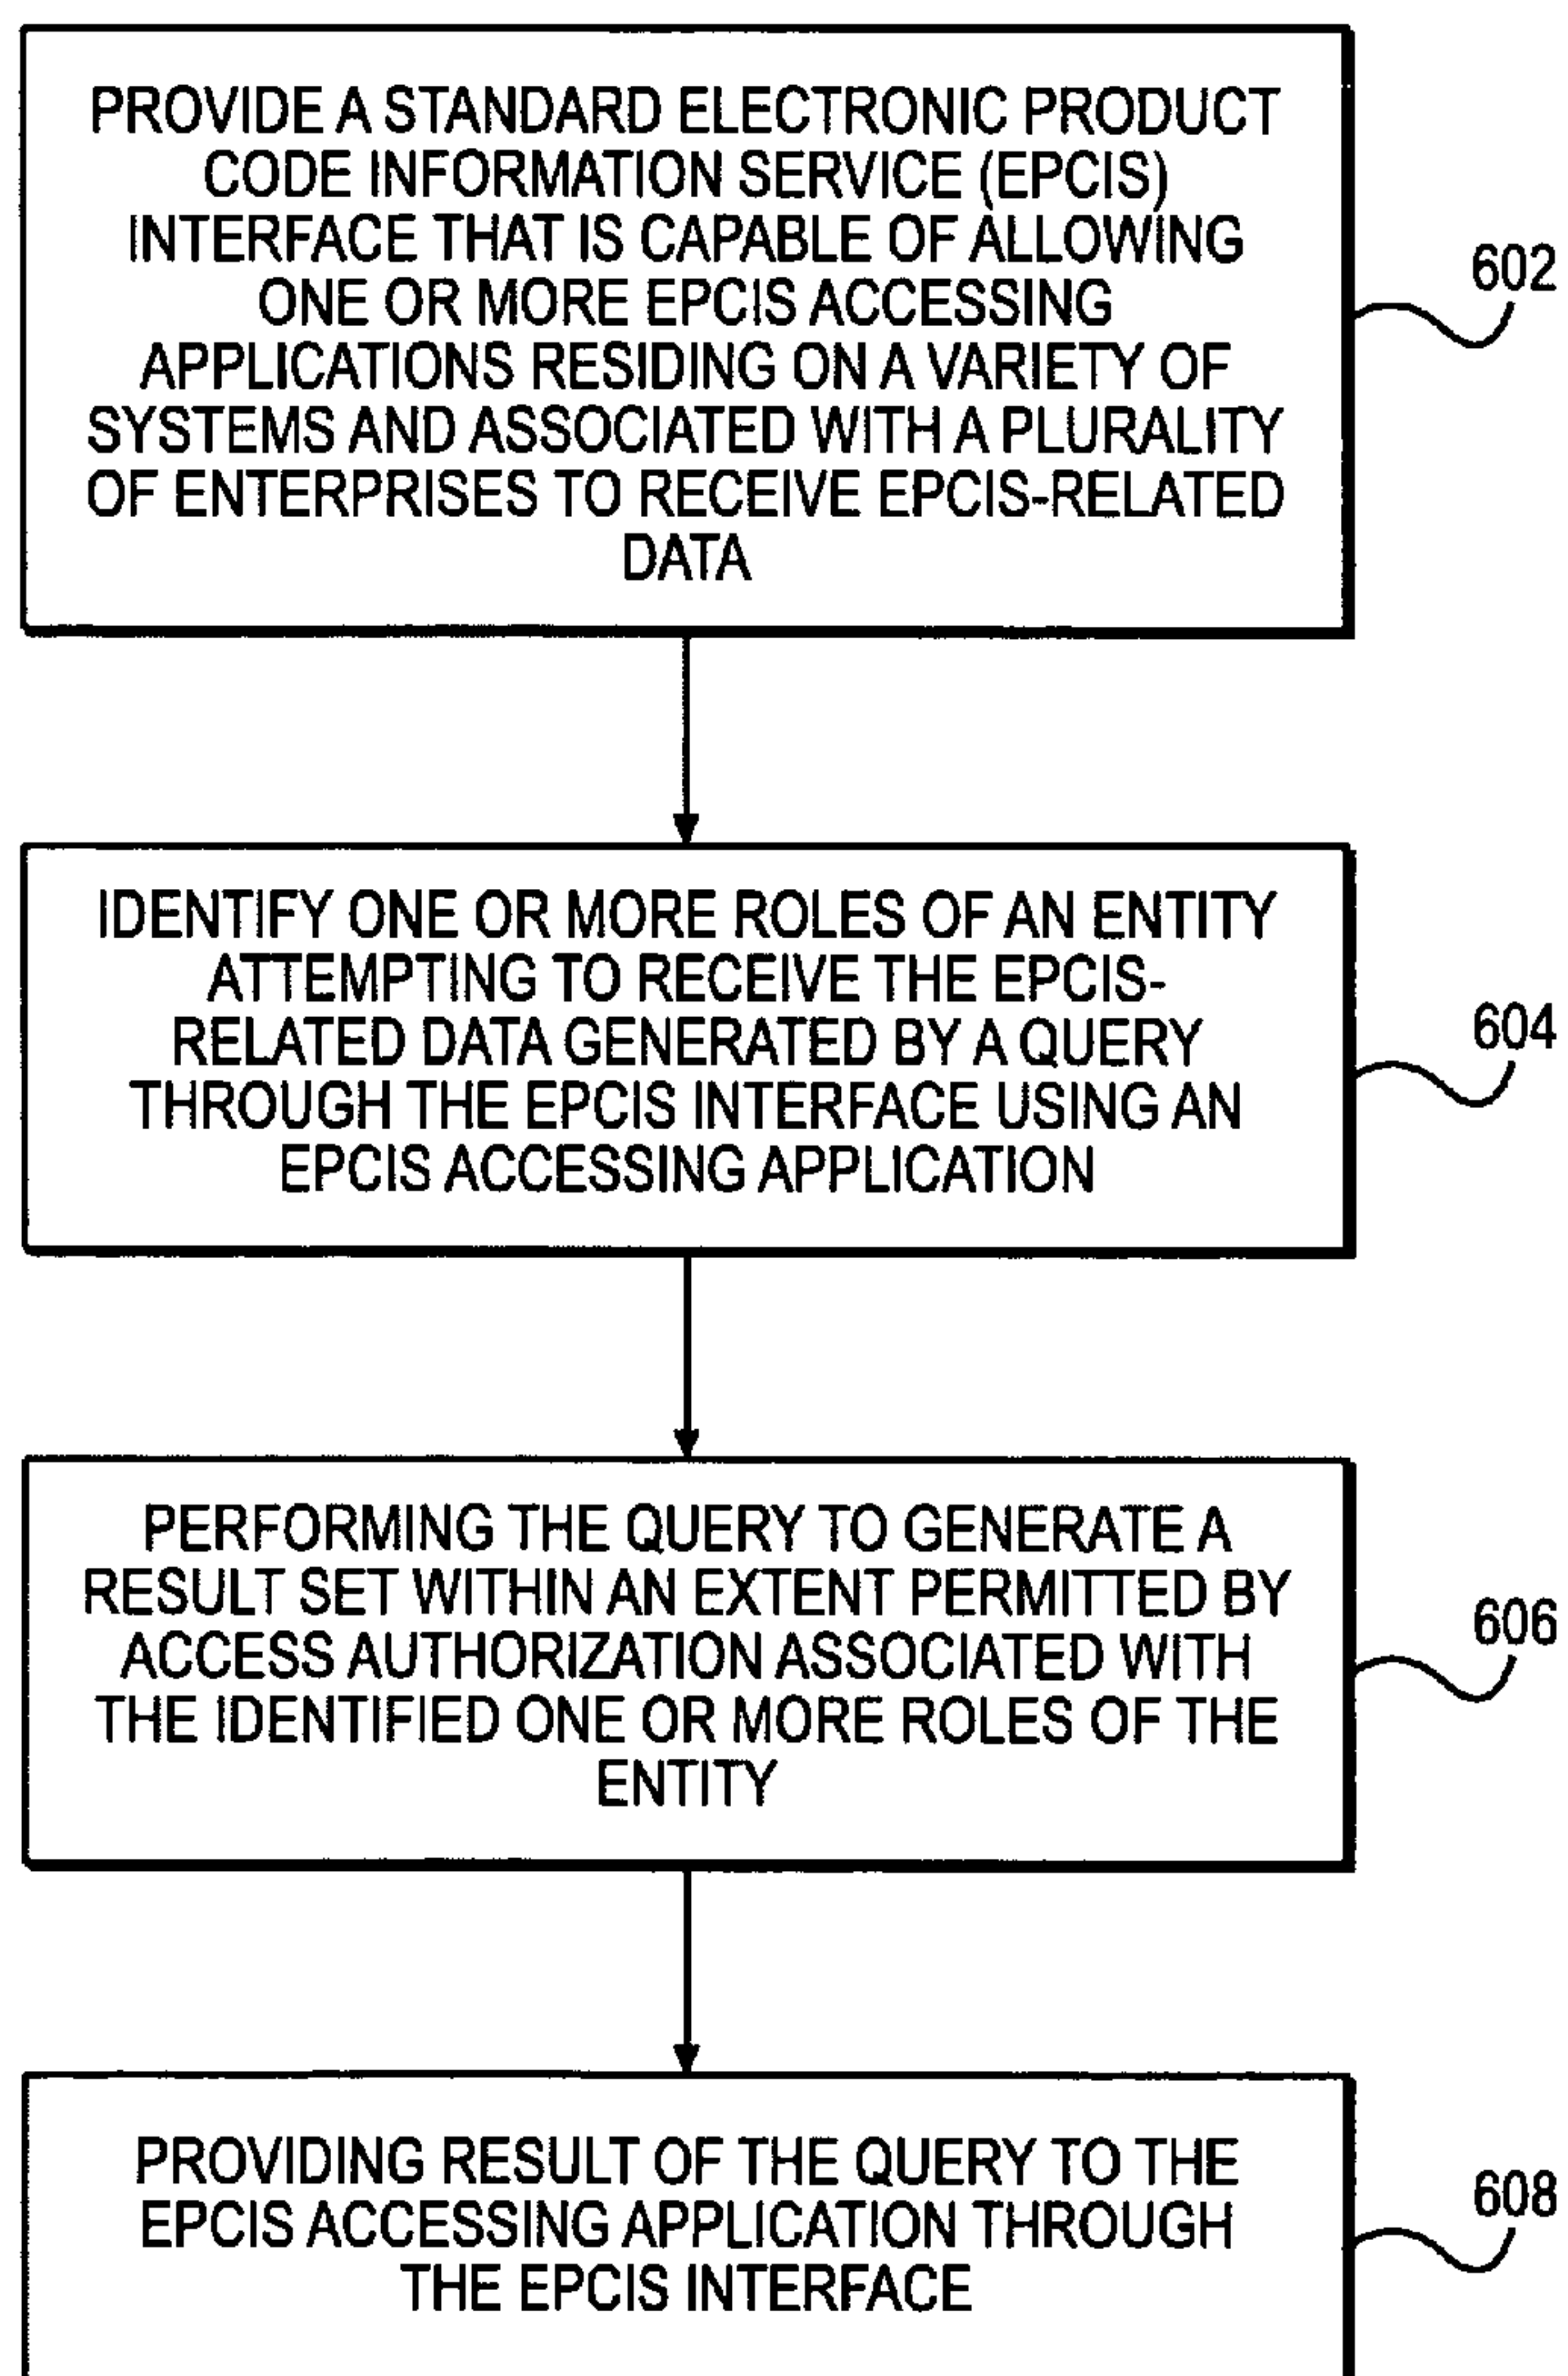 PROVIDE A STANDARD ELECTRONIC PRODUCT
CODE INFORMATION SERVICE (EPCIS)
INTERFACE THAT IS CAPABLE OF ALLOWING
ONE OR MORE EPCIS ACCESSING
APPLICATIONS RESIDING ON A VARIETY OF
SYSTEMS AND ASSOCIATED WITH A PLURALITY
OF ENTERPRISES TO RECEIVE EPCIS-RELATED
DATA
602
IDENTIFY ONE OR MORE ROLES OF AN ENTITY
ATTEMPTING TO RECEIVE THE EPCIS-
RELATED DATA GENERATED BY A QUERY
THROUGH THE EPCIS INTERFACE USING AN
EPCIS ACCESSING APPLICATION
604
PERFORMING THE QUERY TO GENERATE A
RESULT SET WITHIN AN EXTENT PERMITTED BY
ACCESS AUTHORIZATION ASSOCIATED WITH
THE IDENTIFIED ONE OR MORE ROLES OF THE
ENTITY
606
PROVIDING RESULT OF THE QUERY TO THE
EPCIS ACCESSING APPLICATION THROUGH
THE EPCIS INTERFACE
608